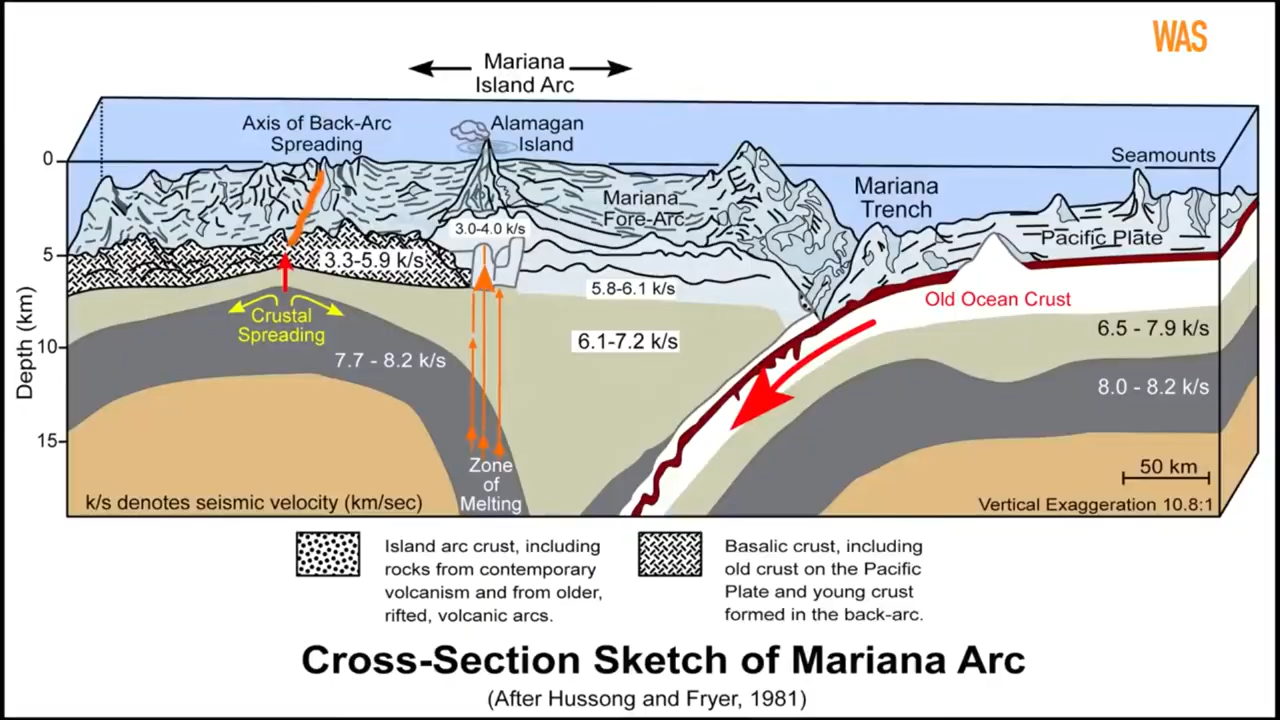 WAS
Mariana
Island Arc
Axis of Back-Arc
Spreading
Alamagan
Island
Seamounts
0
Mariana
Trench
Mariana
Fore-Arc
3.0-4.0 k/s
Pacific Plate
5
3.3-5.9 k/s
5.8-6.1 k/s
Old Ocean Crust
Crustal
Spreading
6.1-7.2 k/s
6.5 - 7.9 k/s
Depth (km)
10
7.7 - 8.2 k/s
8.0 - 8.2 k/s
15
Zone
of
Melting
50 km
k/s denotes seismic velocity (km/sec)
Vertical Exaggeration 10.8:1
Island arc crust, including
rocks from contemporary
volcanism and from older,
rifted, volcanic arcs.
Basalic crust, including
old crust on the Pacific
Plate and young crust
formed in the back-arc.
Cross-Section Sketch of Mariana Arc
(After Hussong and Fryer, 1981)